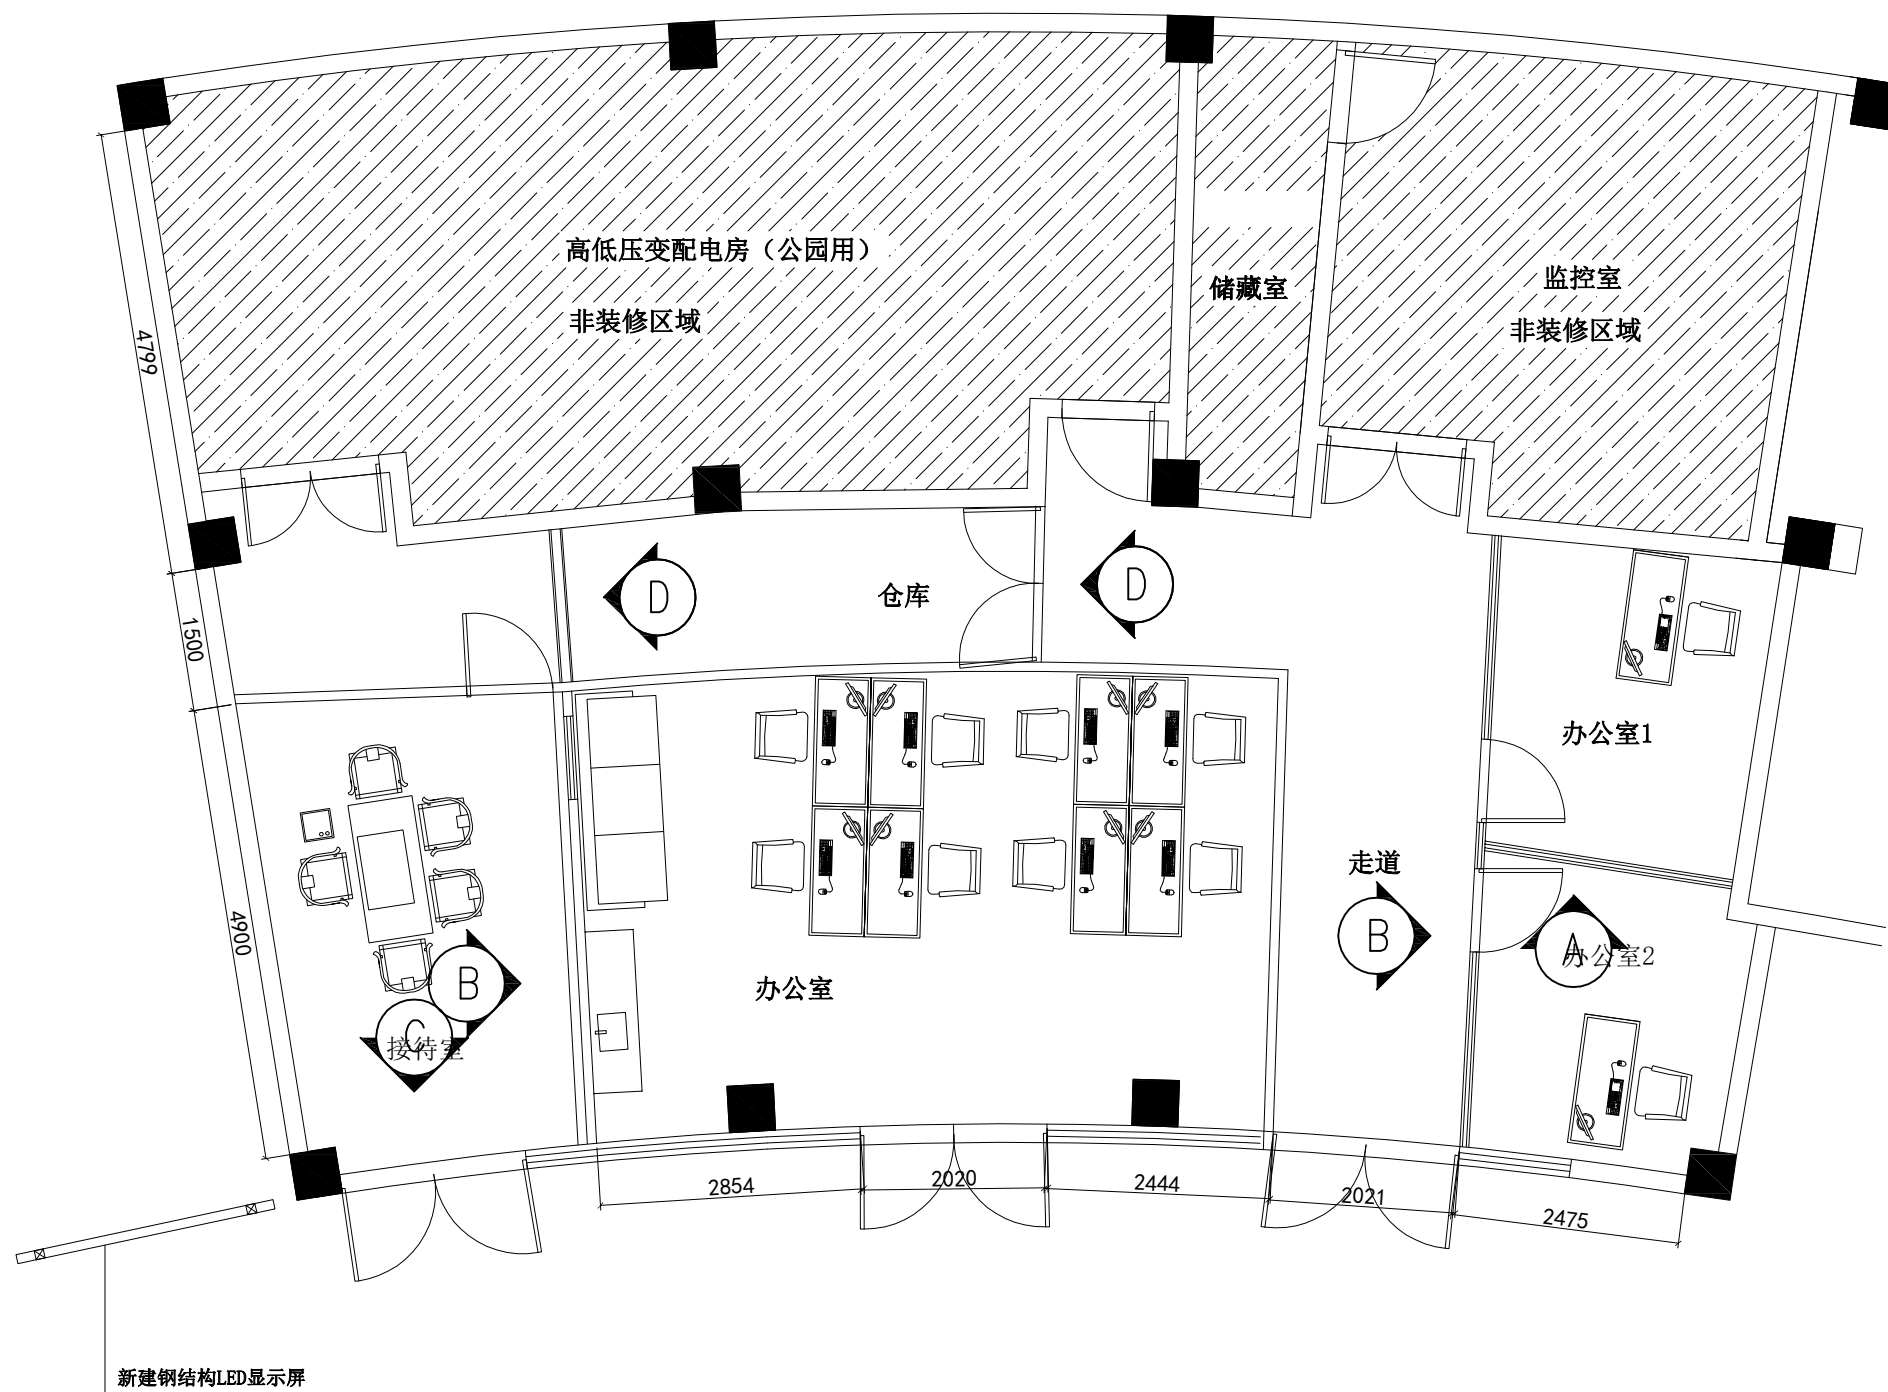 高低压变配电房（公园用）
非装修区域
储藏室
监控室
非装修区域
4799
1500
4900
D
仓库
D
办公室1
走道
B
A
办公室2
B
C
接待室
办公室
2854
2020
2444
2021
2475
新建钢结构LED显示屏